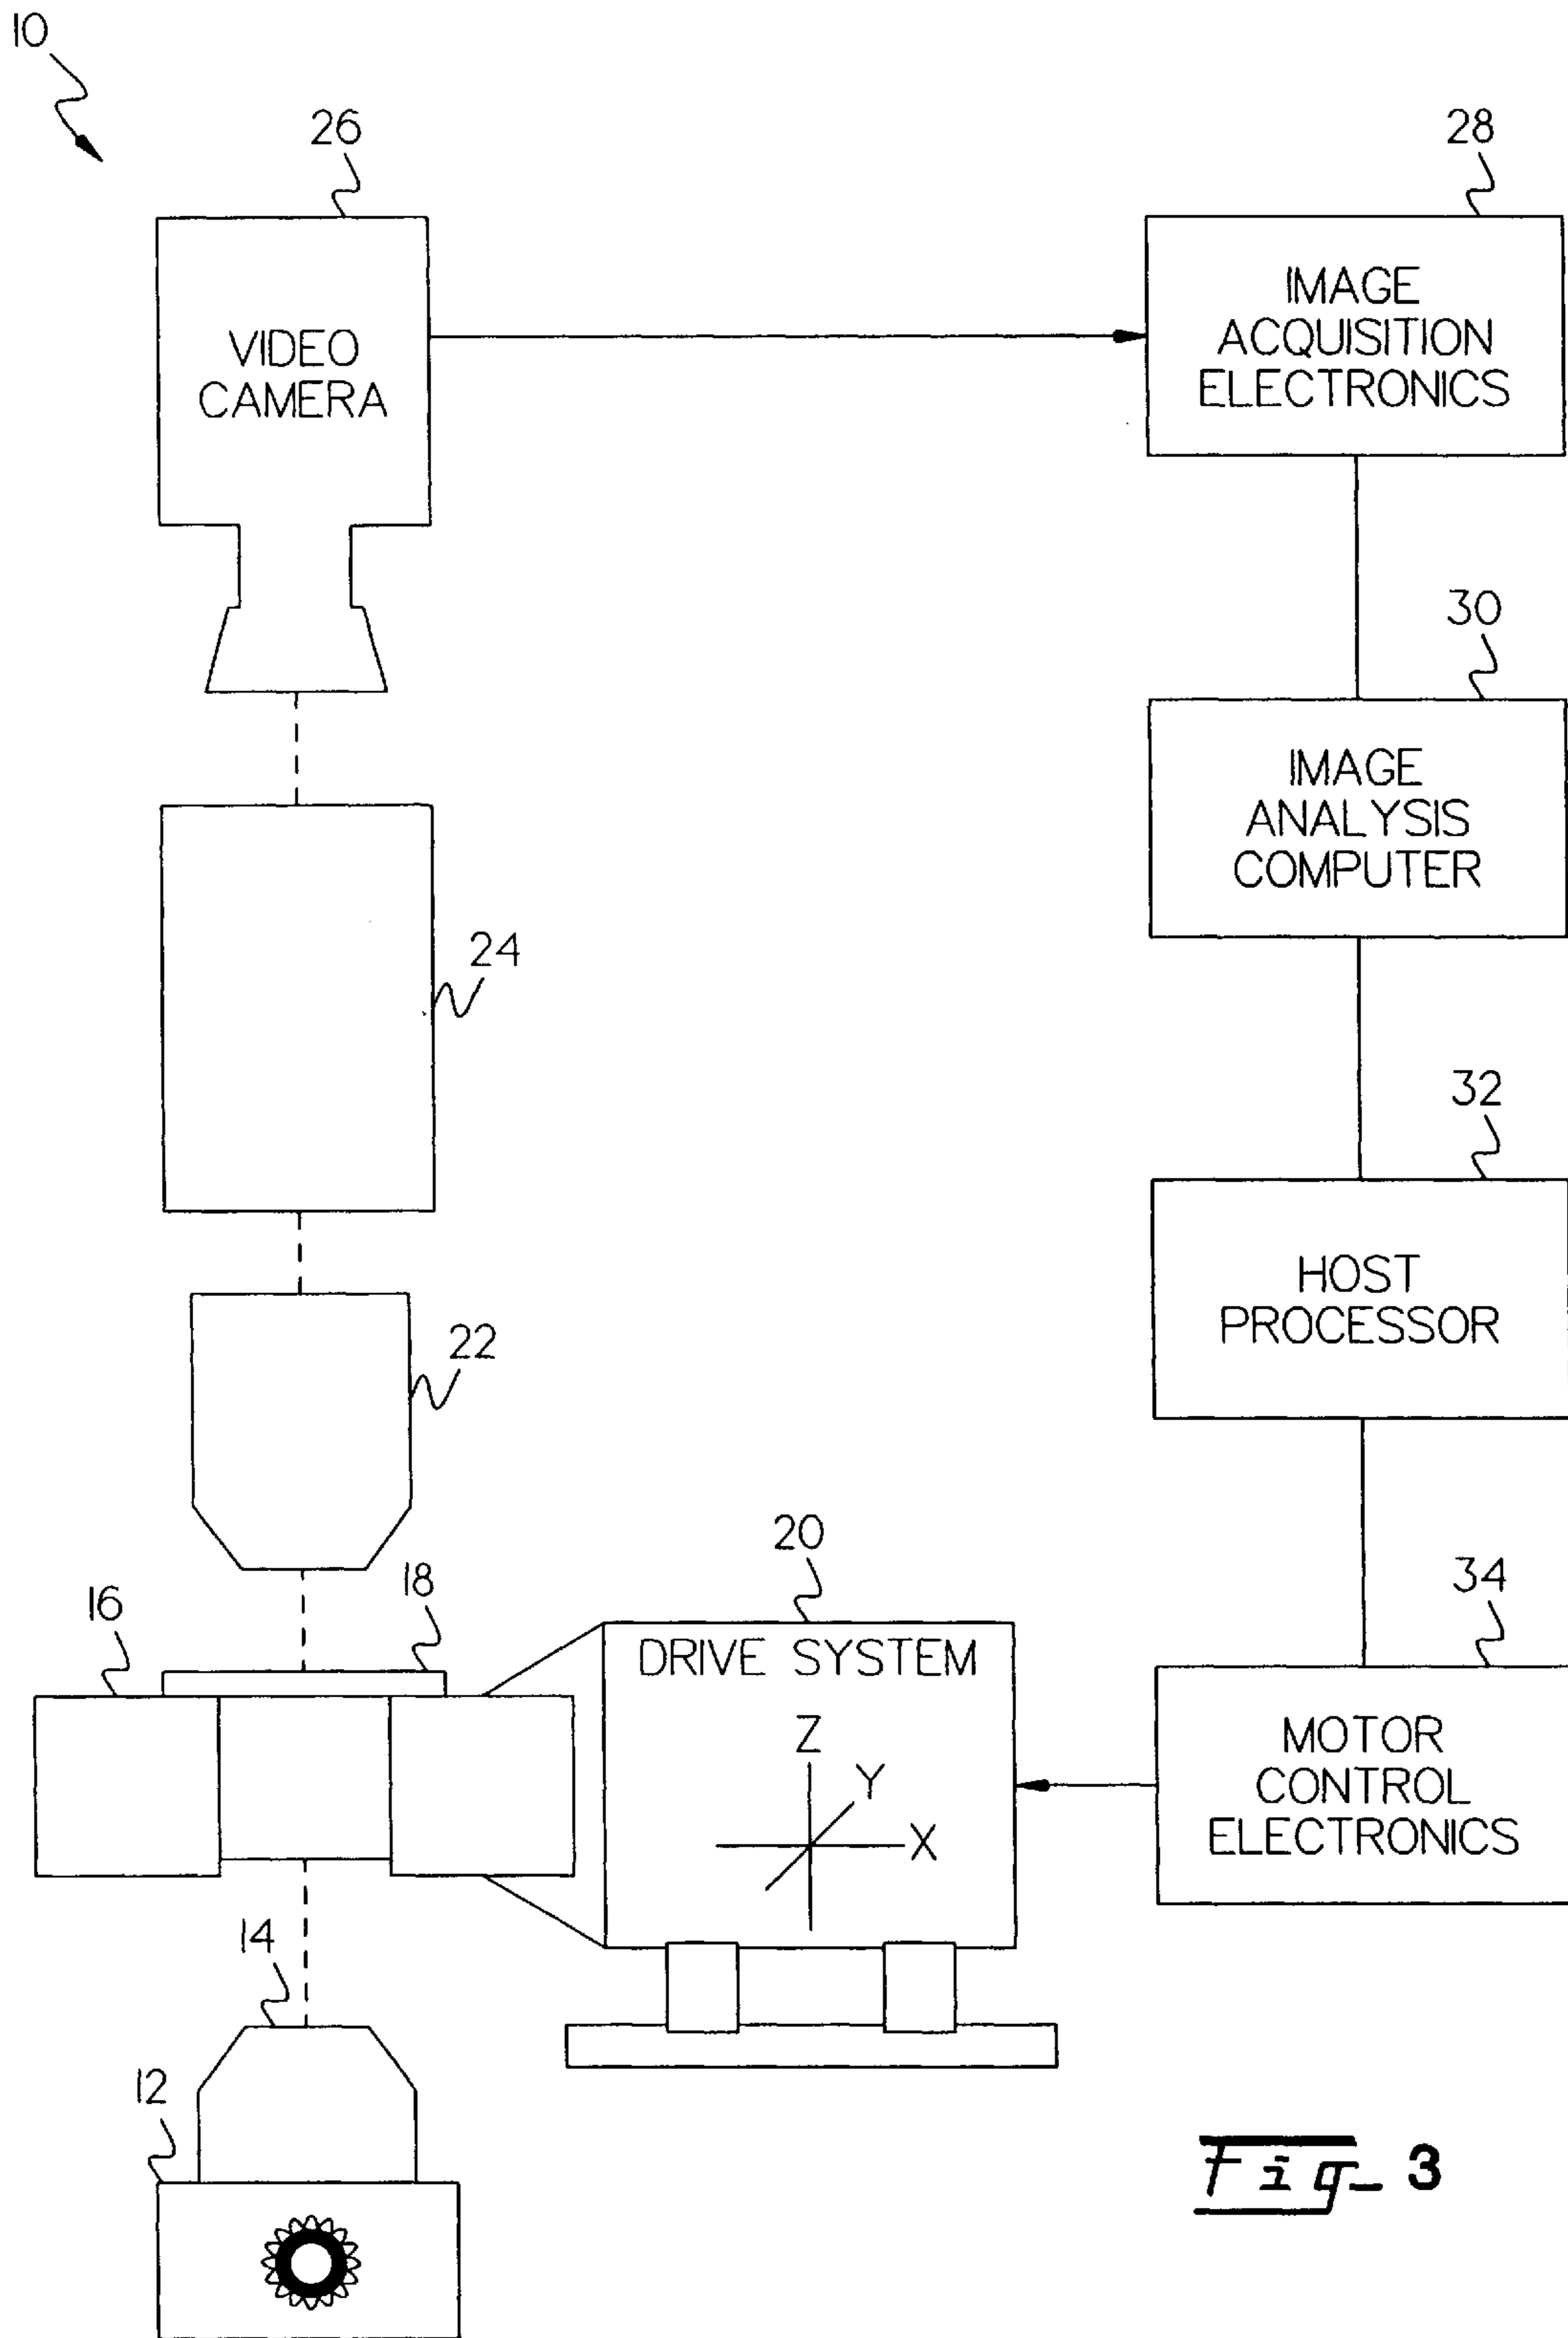 10
26
28
VIDEO
CAMERA
IMAGE
ACQUISITION
ELECTRONICS
30
IMAGE
ANALYSIS
COMPUTER
24
32
HOST
PROCESSOR
22
20
18
16
34
DRIVE SYSTEM
Z
Y
X
MOTOR
CONTROL
ELECTRONICS
14
12
Fig- 3